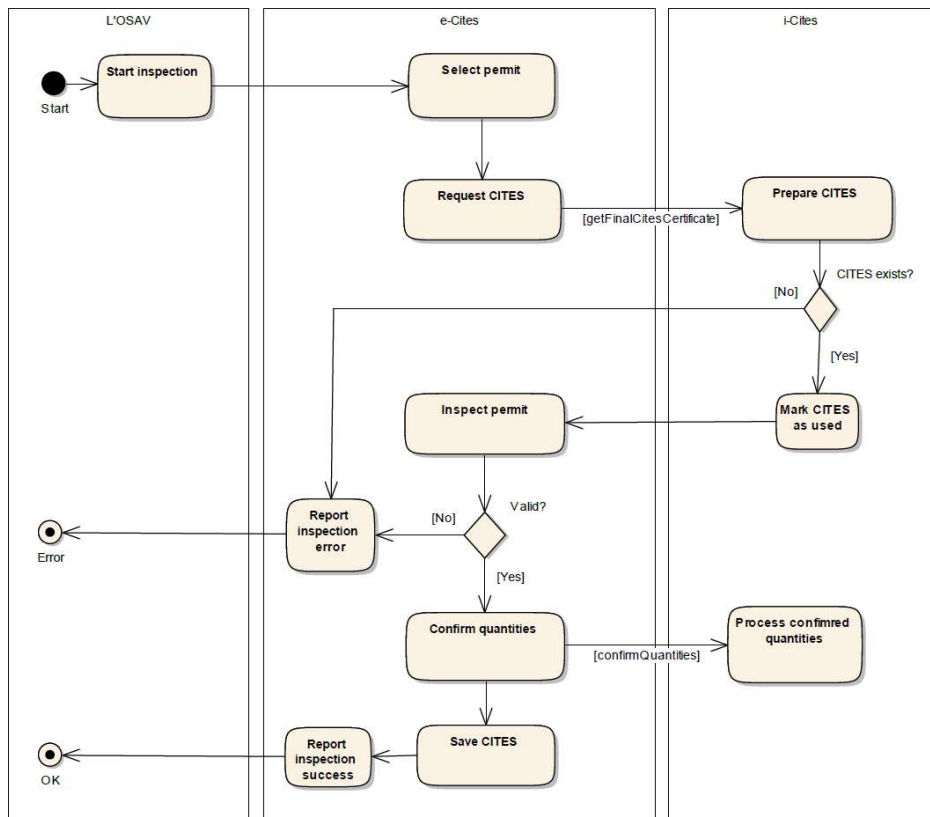 L'OSAV
e-Cites
i-Cites
Start inspection
Start
Select permit
Request CITES
[getFinalCitesCertificate]
Prepare CITES
CITES exists?
[No]
[Yes]
Mark CITES
as used
Inspect permit
Valid?
[No]
Report
inspection
error
Error
[Yes]
Confirm quantities
[confirmQuantities]
Process confimred
quantities
Save CITES
Report
inspection
success
OK